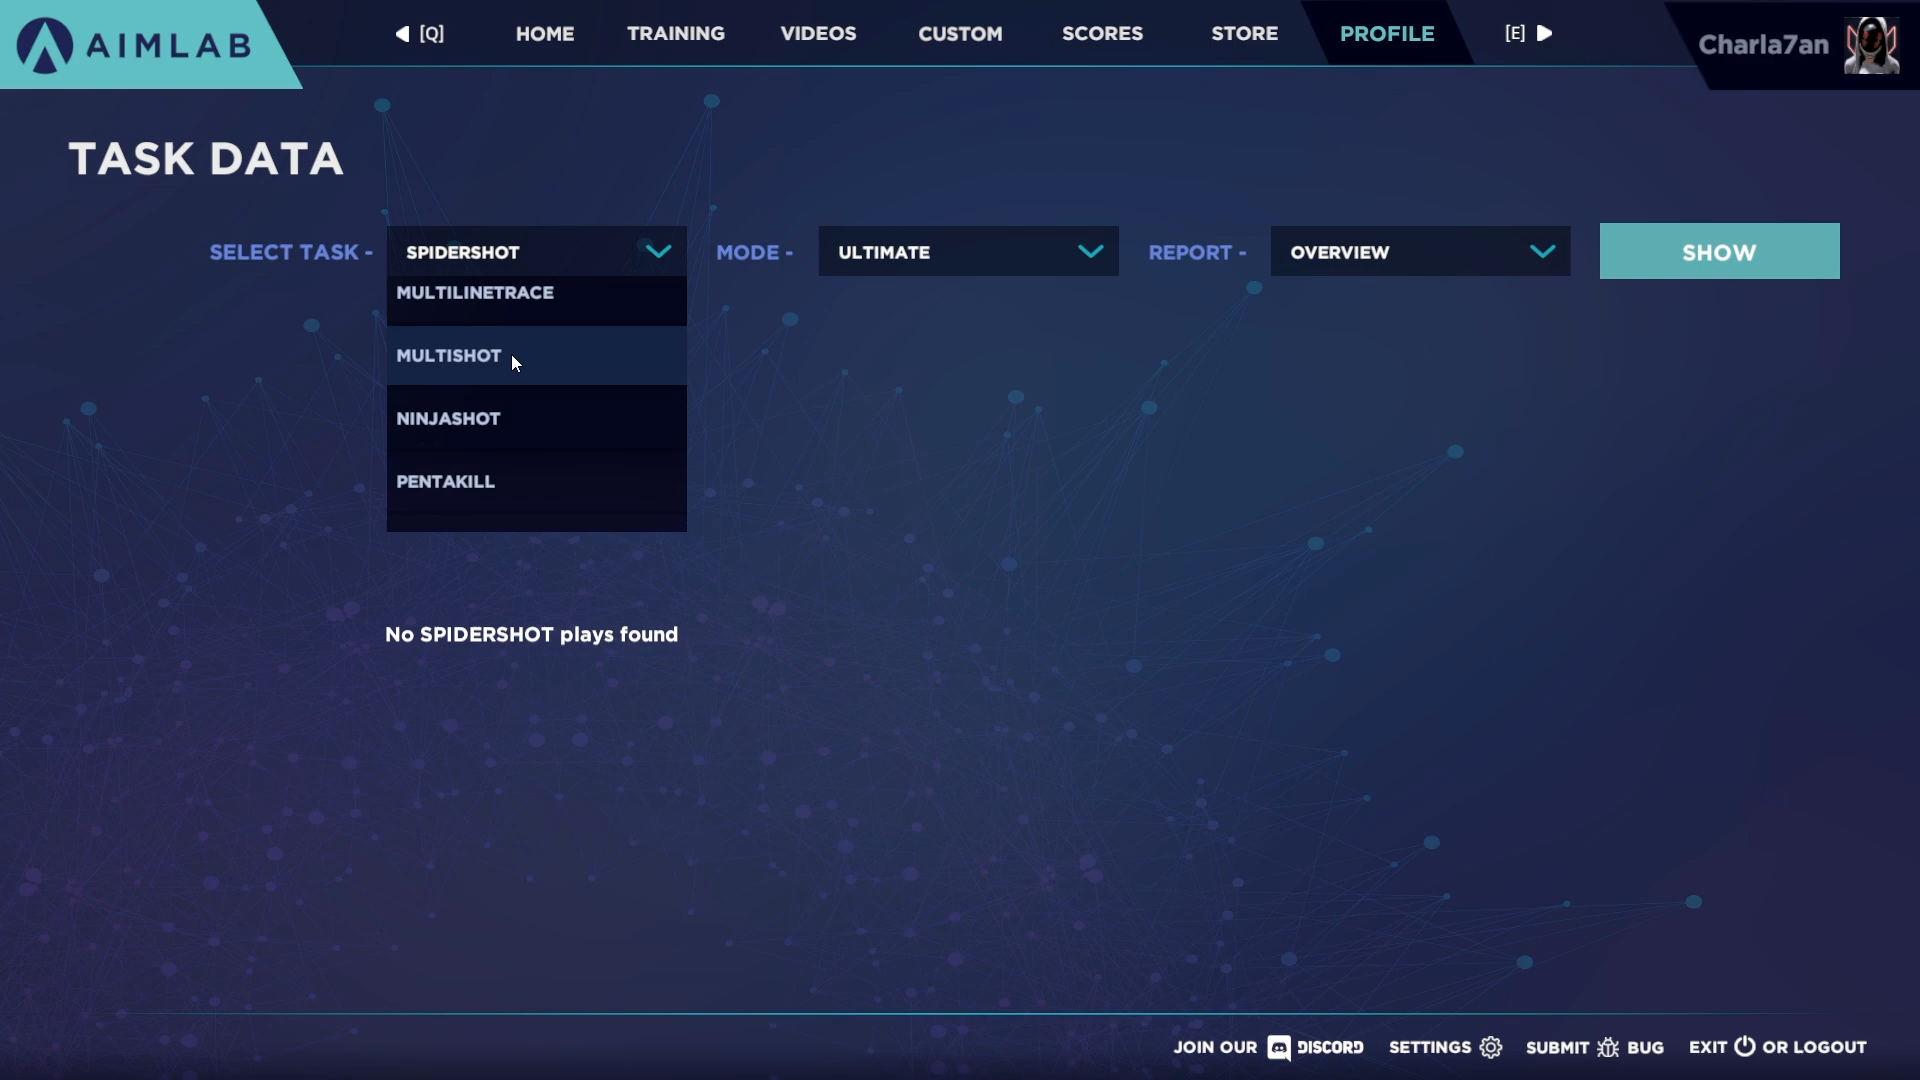 AIMLAB
[Q]
HOME
TRAINING
VIDEOS
CUSTOM
SCORES
STORE
PROFILE
[E]
Charla7an
TASK DATA
SELECT TASK -
SPIDERSHOT
MODE -
ULTIMATE
REPORT -
OVERVIEW
SHOW
MULTILINETRACE
MULTISHOT
NINJASHOT
PENTAKILL
No SPIDERSHOT plays found
JOIN OUR DISCORD
SETTINGS
SUBMIT BUG
EXIT OR LOGOUT